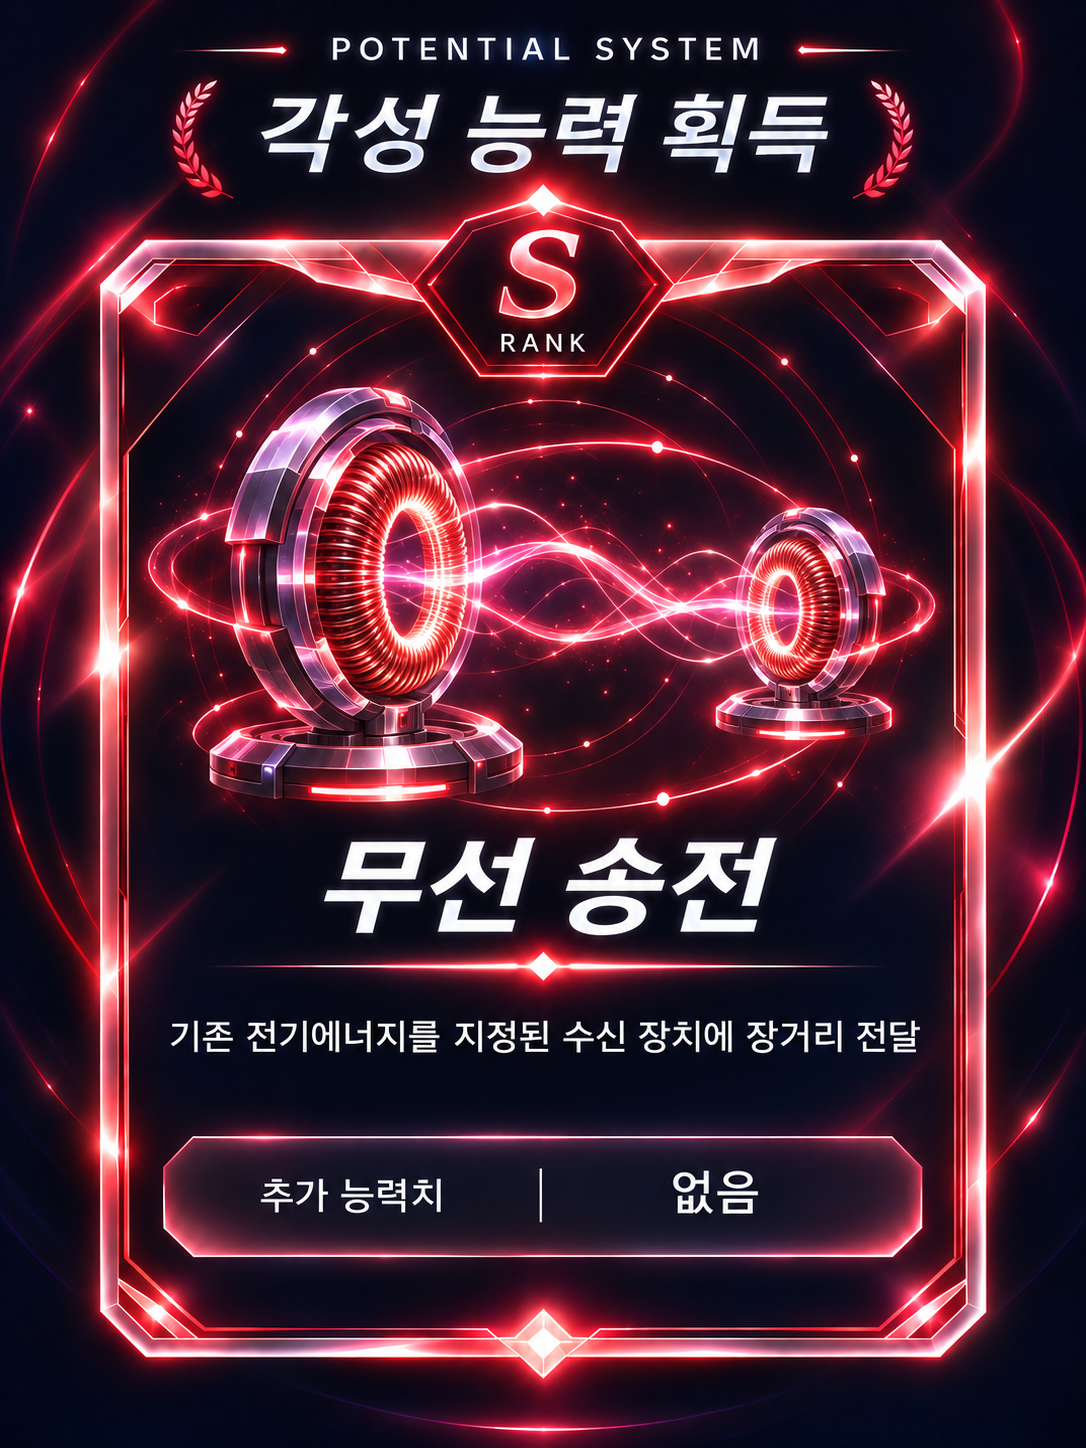 POTENTIAL SYSTEM
각성 능력 획득
S
RANK
무선 송전
기존 전기에너지를 지정된 수신 장치에 장거리 전달
추가 능력치 | 없음